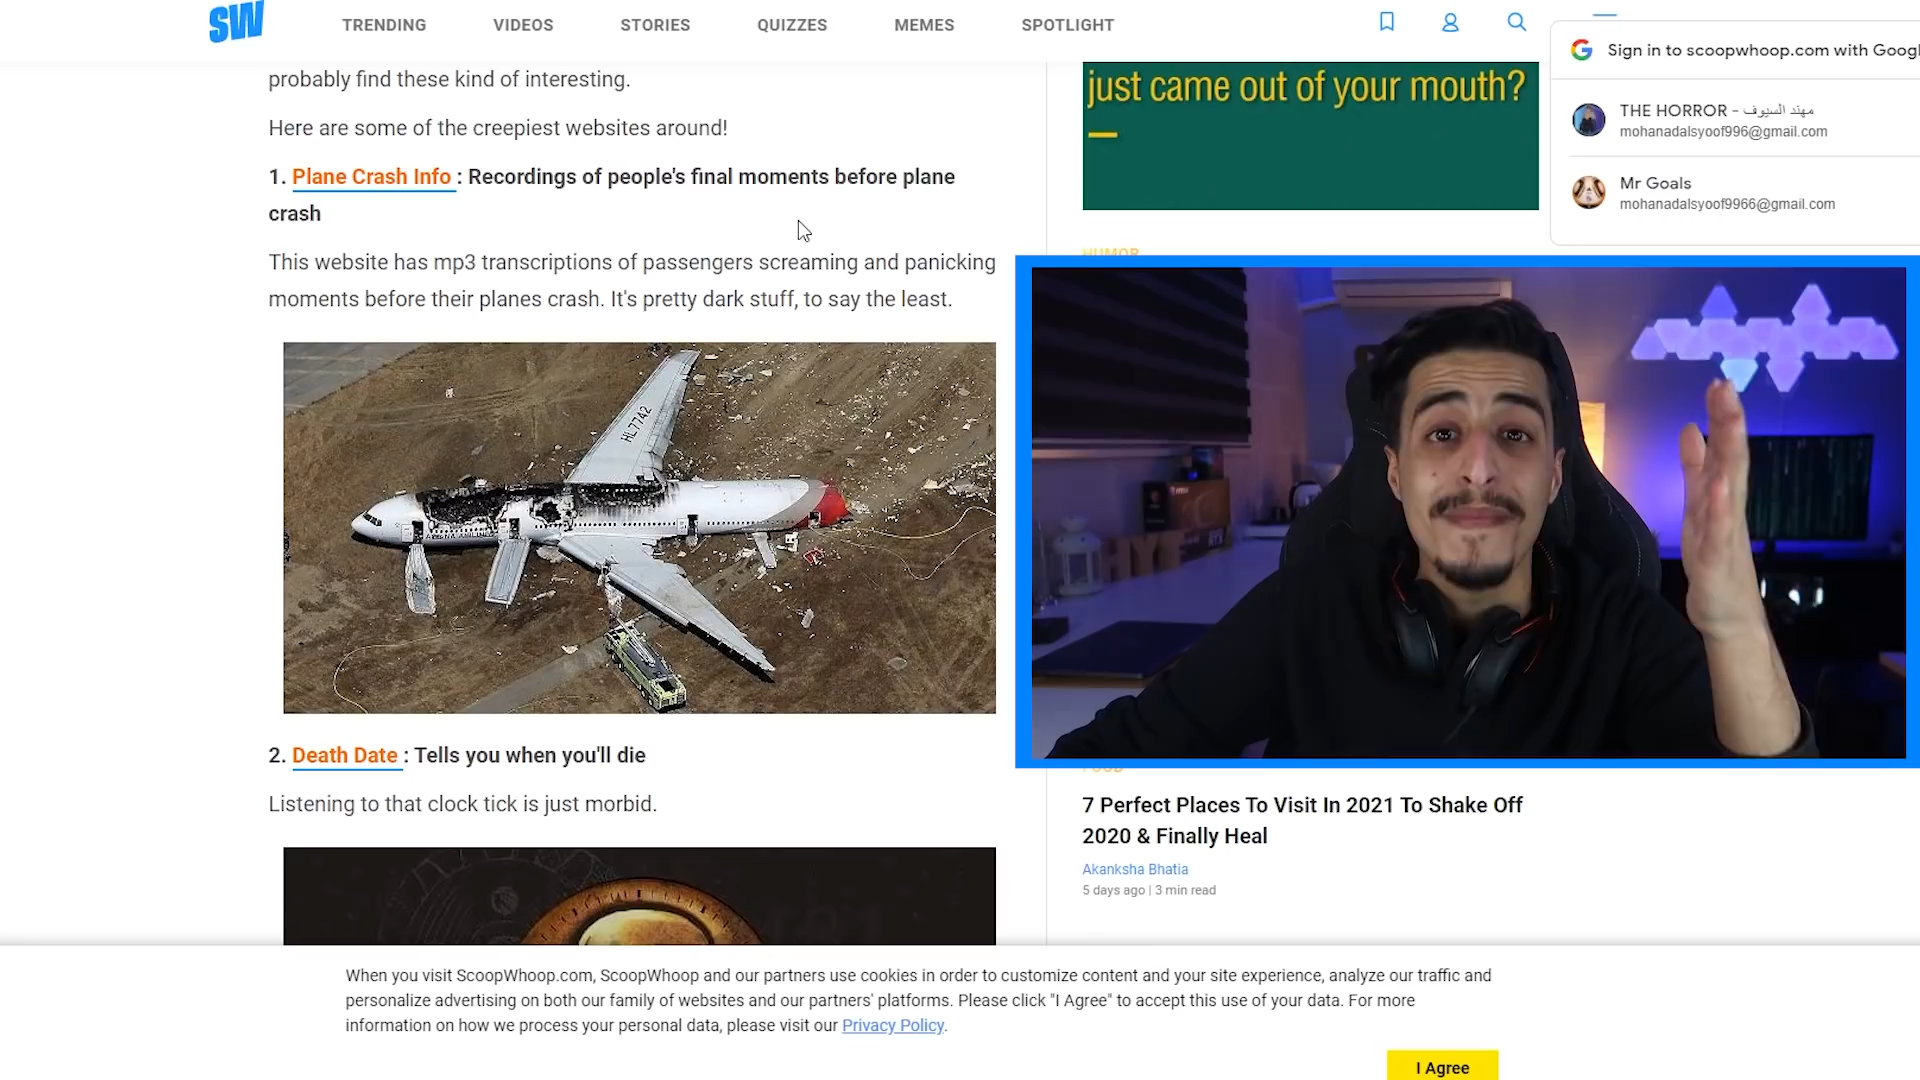 SW
TRENDING
VIDEOS
STORIES
QUIZZES
MEMES
SPOTLIGHT
Sign in to scoopwhoop.com with Googl
THE HORROR - مهند السيوف
mohanadalsyoof996@gmail.com
Mr Goals
mohanadalsyoof9966@gmail.com
probably find these kind of interesting.
Here are some of the creepiest websites around!
1. Plane Crash Info : Recordings of people's final moments before plane
crash
This website has mp3 transcriptions of passengers screaming and panicking
moments before their planes crash. It's pretty dark stuff, to say the least.
HL7742
2. Death Date : Tells you when you'll die
Listening to that clock tick is just morbid.
just came out of your mouth?
HUMOR
FOOD
7 Perfect Places To Visit In 2021 To Shake Off
2020 & Finally Heal
Akanksha Bhatia
5 days ago | 3 min read
When you visit ScoopWhoop.com, ScoopWhoop and our partners use cookies in order to customize content and your site experience, analyze our traffic and
personalize advertising on both our family of websites and our partners' platforms. Please click "I Agree" to accept this use of your data. For more
information on how we process your personal data, please visit our Privacy Policy.
I Agree